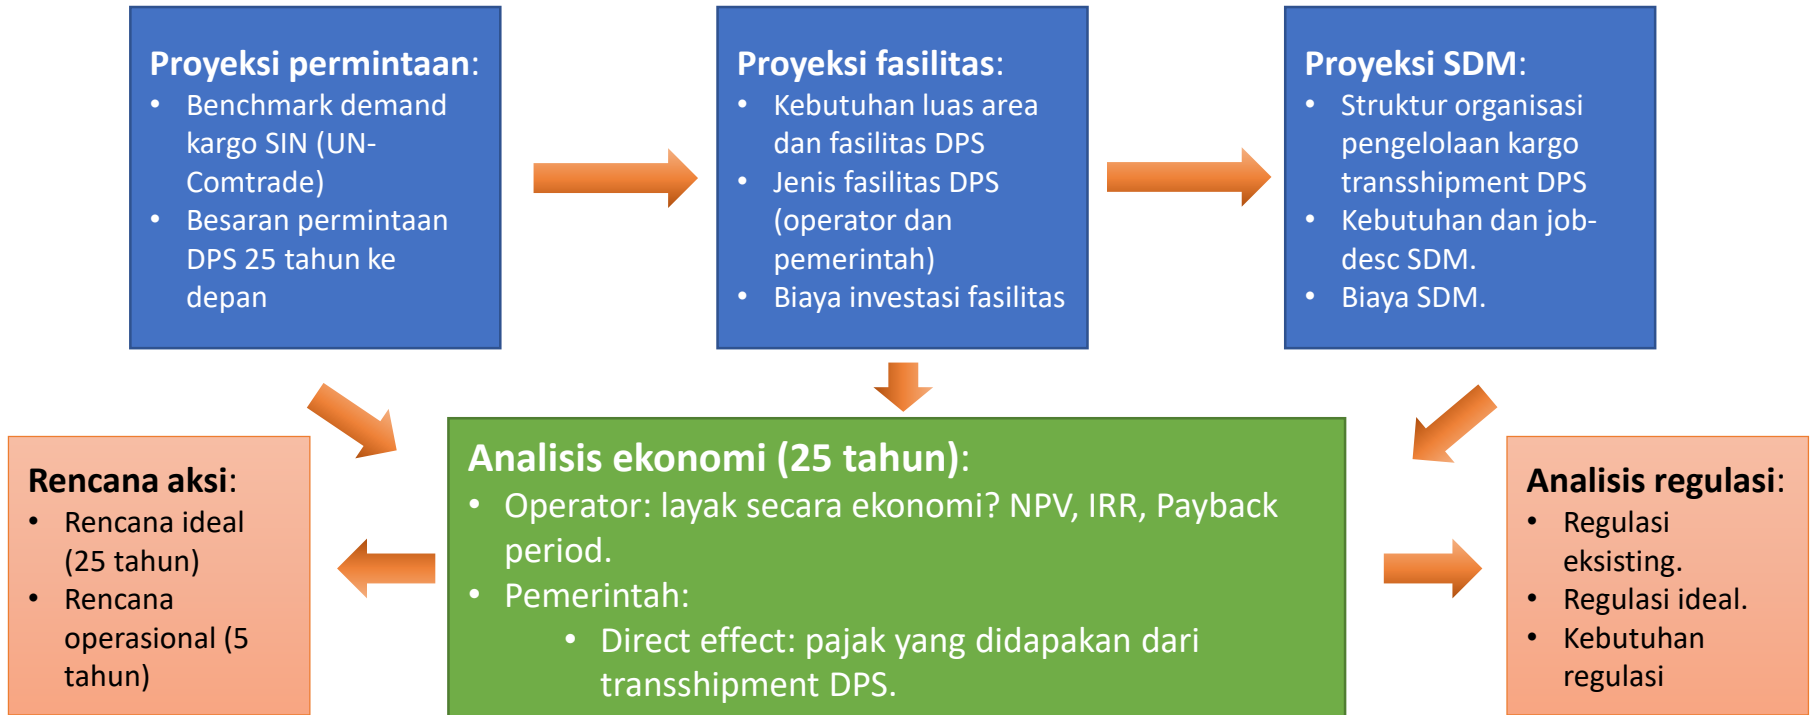 Proyeksi permintaan:
• Benchmark demand
kargo SIN (UN-
Comtrade)
• Besaran permintaan
DPS 25 tahun ke
depan
Proyeksi fasilitas:
• Kebutuhan luas area
dan fasilitas DPS
• Jenis fasilitas DPS
(operator dan
pemerintah)
• Biaya investasi fasilitas
Proyeksi SDM:
• Struktur organisasi
pengelolaan kargo
transshipment DPS
• Kebutuhan dan job-
desc SDM.
• Biaya SDM.
Rencana aksi:
• Rencana ideal
(25 tahun)
• Rencana
operasional (5
tahun)
Analisis ekonomi (25 tahun):
• Operator: layak secara ekonomi? NPV, IRR, Payback
period.
• Pemerintah:
• Direct effect: pajak yang didapakan dari
transshipment DPS.
Analisis regulasi:
• Regulasi
eksisting.
• Regulasi ideal.
• Kebutuhan
regulasi